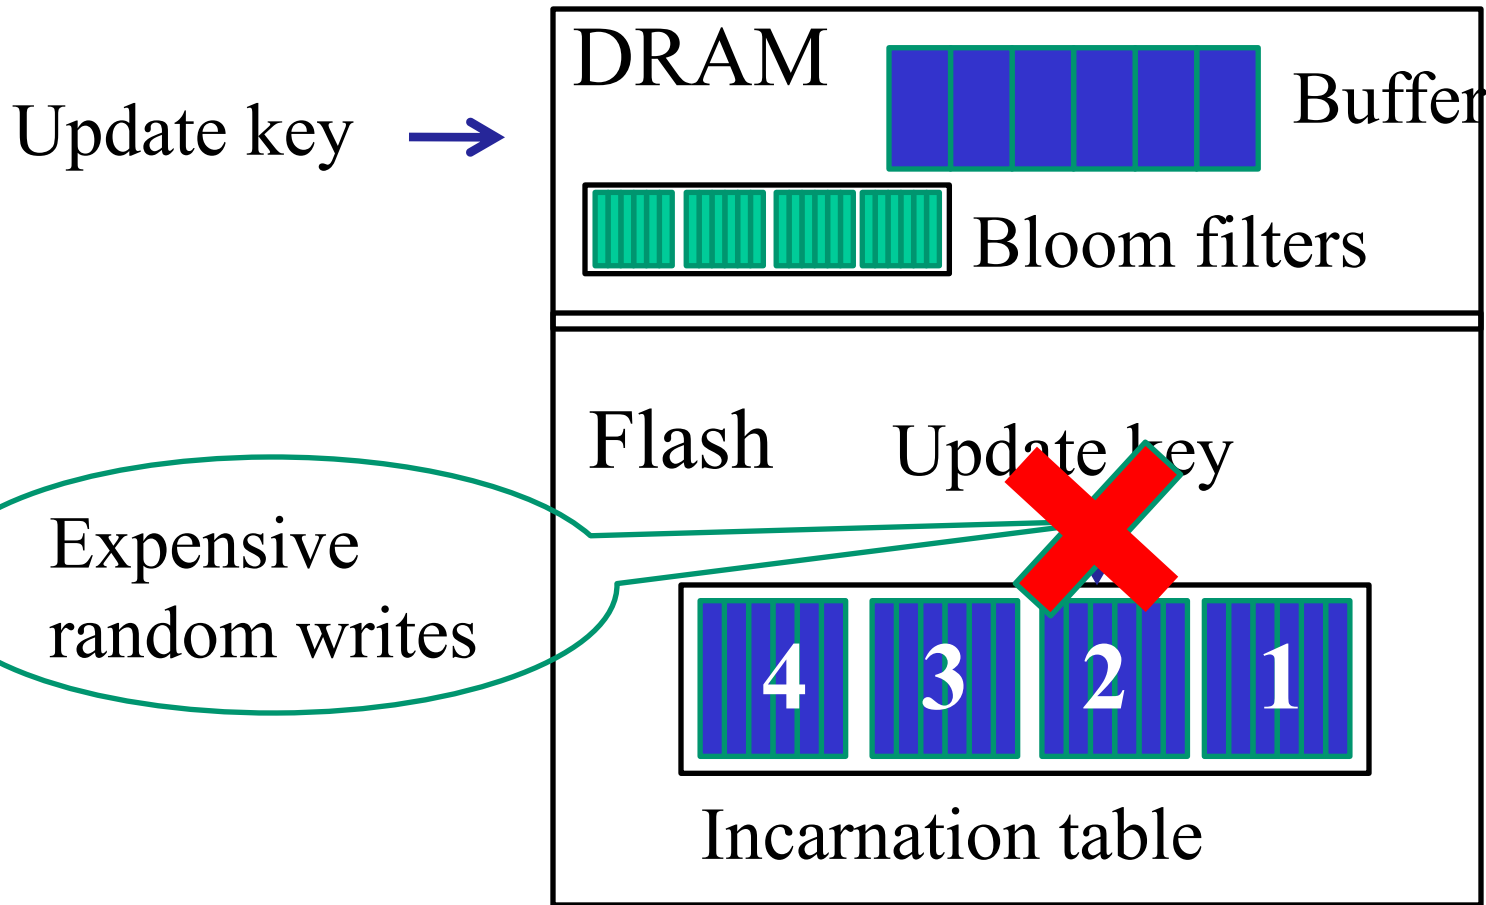 DRAM
Buffer
Update key
Bloom filters
Flash
Update key
Expensive
random writes
4 3 2 1
Incarnation table